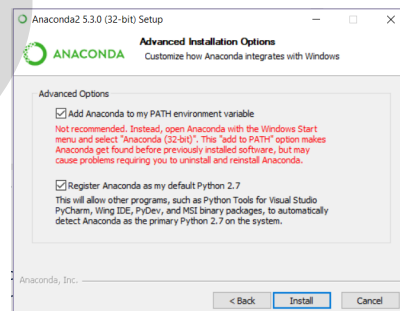 Anaconda2 5.3.0 (32-bit) Setup
ANACONDA
Advanced Installation Options
Customize how Anaconda integrates with Windows
Advanced Options
Add Anaconda to my PATH environment variable
Not recommended. Instead, open Anaconda with the Windows Start
menu and select "Anaconda (32-bit)". This "add to PATH" option makes
Anaconda get found before previously installed software, but may
cause problems requiring you to uninstall and reinstall Anaconda.
Register Anaconda as my default Python 2.7
This will allow other programs, such as Python Tools for Visual Studio
PyCharm, Wing IDE, PyDev, and MSI binary packages, to automatically
detect Anaconda as the primary Python 2.7 on the system.
Anaconda, Inc.
< Back
Install
Cancel